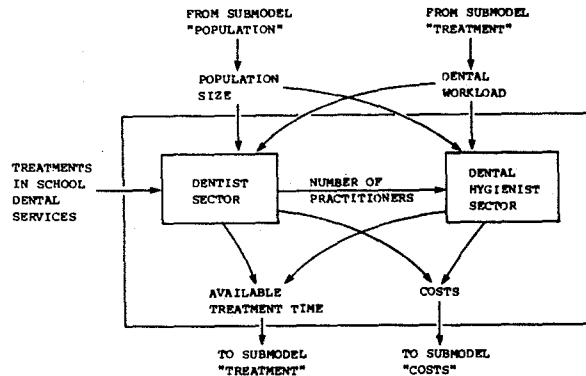 FROM SUBMODEL
"POPULATION"
FROM SUBMODEL
"TREATMENT"
POPULATION
SIZE
DENTAL
WORKLOAD
TREATMENTS
IN SCHOOL
DENTAL
SERVICES
DENTIST
SECTOR
NUMBER OF
PRACTITIONERS
DENTAL
HYGIENIST
SECTOR
AVAILABLE
TREATMENT TIME
COSTS
TO SUBMODEL
"TREATMENT"
TO SUBMODEL
"COSTS"